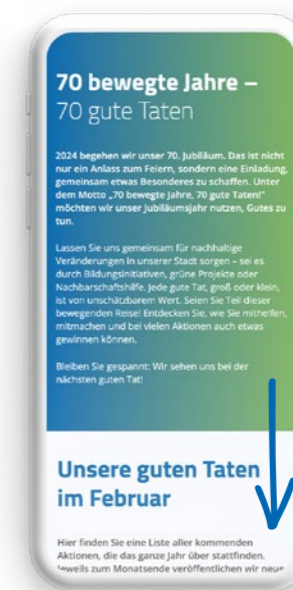 70 bewegte Jahre –
70 gute Taten
2024 begehen wir unser 70. Jubiläum. Das ist nicht
nur ein Anlass zum Feiern, sondern eine Einladung,
gemeinsam etwas Besonderes zu schaffen. Unter
dem Motto „70 bewegte Jahre, 70 gute Taten!"
möchten wir unser Jubiläumsjahr nutzen, Gutes zu
tun.
Lassen Sie uns gemeinsam für nachhaltige
Veränderungen in unserer Stadt sorgen – sei es
durch Bildungsinitiativen, grüne Projekte oder
Nachbarschaftshilfe. Jede gute Tat, groß oder klein,
ist von unschätzbarem Wert. Seien Sie Teil dieser
bewegenden Reise! Entdecken Sie, wie Sie mithelfen,
mitmachen und bei vielen Aktionen auch etwas
gewinnen können.
Bleiben Sie gespannt: Wir sehen uns bei der
nächsten guten Tat!
Unsere guten Taten
im Februar
Hier finden Sie eine Liste aller kommenden
Aktionen, die das ganze Jahr über stattfinden.
Jeweils zum Monatsende veröffentlichen wir neue